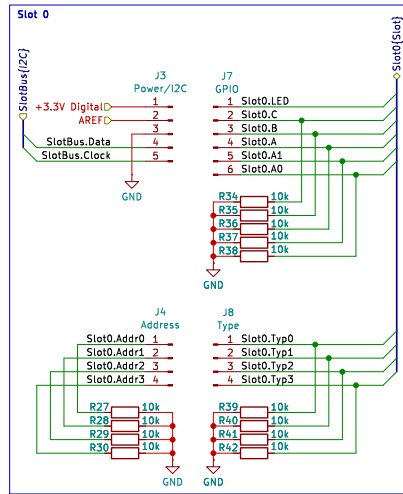 Slot 0
SlotBus{I2C}
Slot0{Slot}
J3
Power/I2C
+3.3V Digital
1
AREF
2
3
SlotBus.Data
4
SlotBus.Clock
5
GND
J7
GPIO
1 Slot0.LED
2 Slot0.C
3 Slot0.B
4 Slot0.A
5 Slot0.A1
6 Slot0.A0
R34 10k
R35 10k
R36 10k
R37 10k
R38 10k
GND
J4
Address
Slot0.Addr0 1
Slot0.Addr1 2
Slot0.Addr2 3
Slot0.Addr3 4
R27 10k
R28 10k
R29 10k
R30 10k
GND
J8
Type
1 Slot0.Typ0
2 Slot0.Typ1
3 Slot0.Typ2
4 Slot0.Typ3
R39 10k
R40 10k
R41 10k
R42 10k
GND